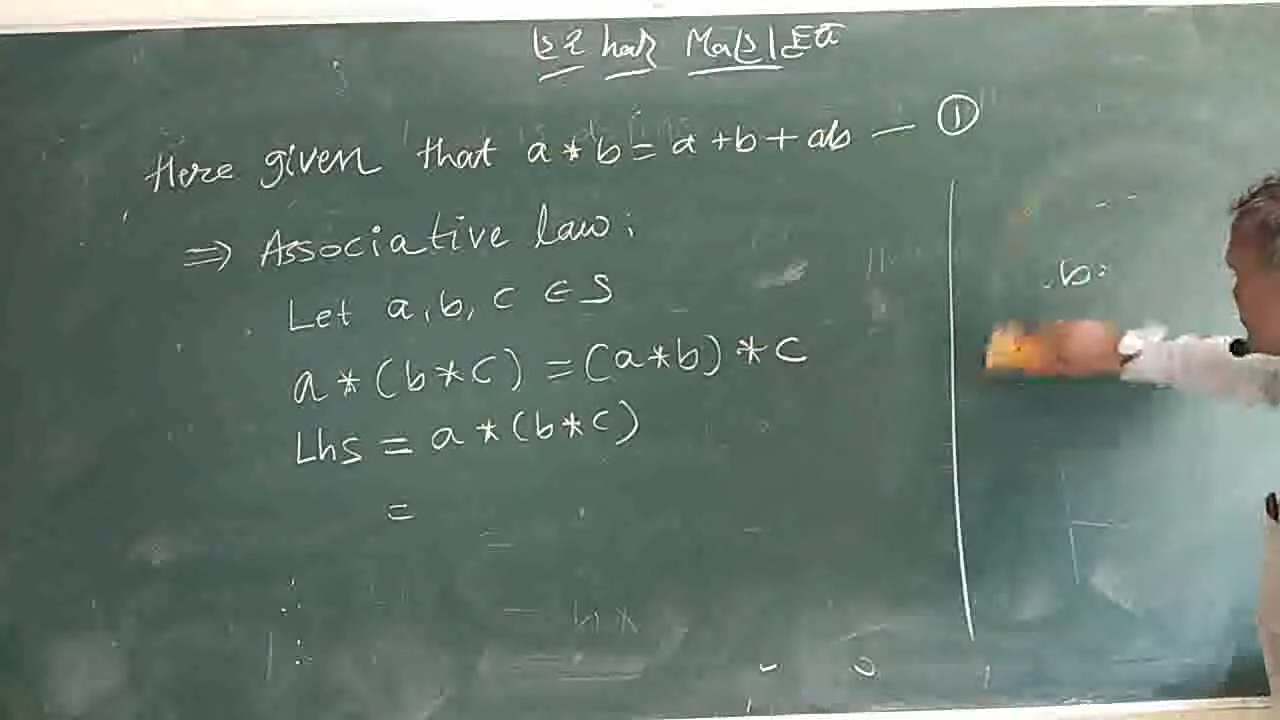 Here given that a * b = a + b + ab — ①
⇒ Associative law:
Let a, b, c ∈ S
a * (b * c) = (a * b) * c
Lhs = a * (b * c)
=
b